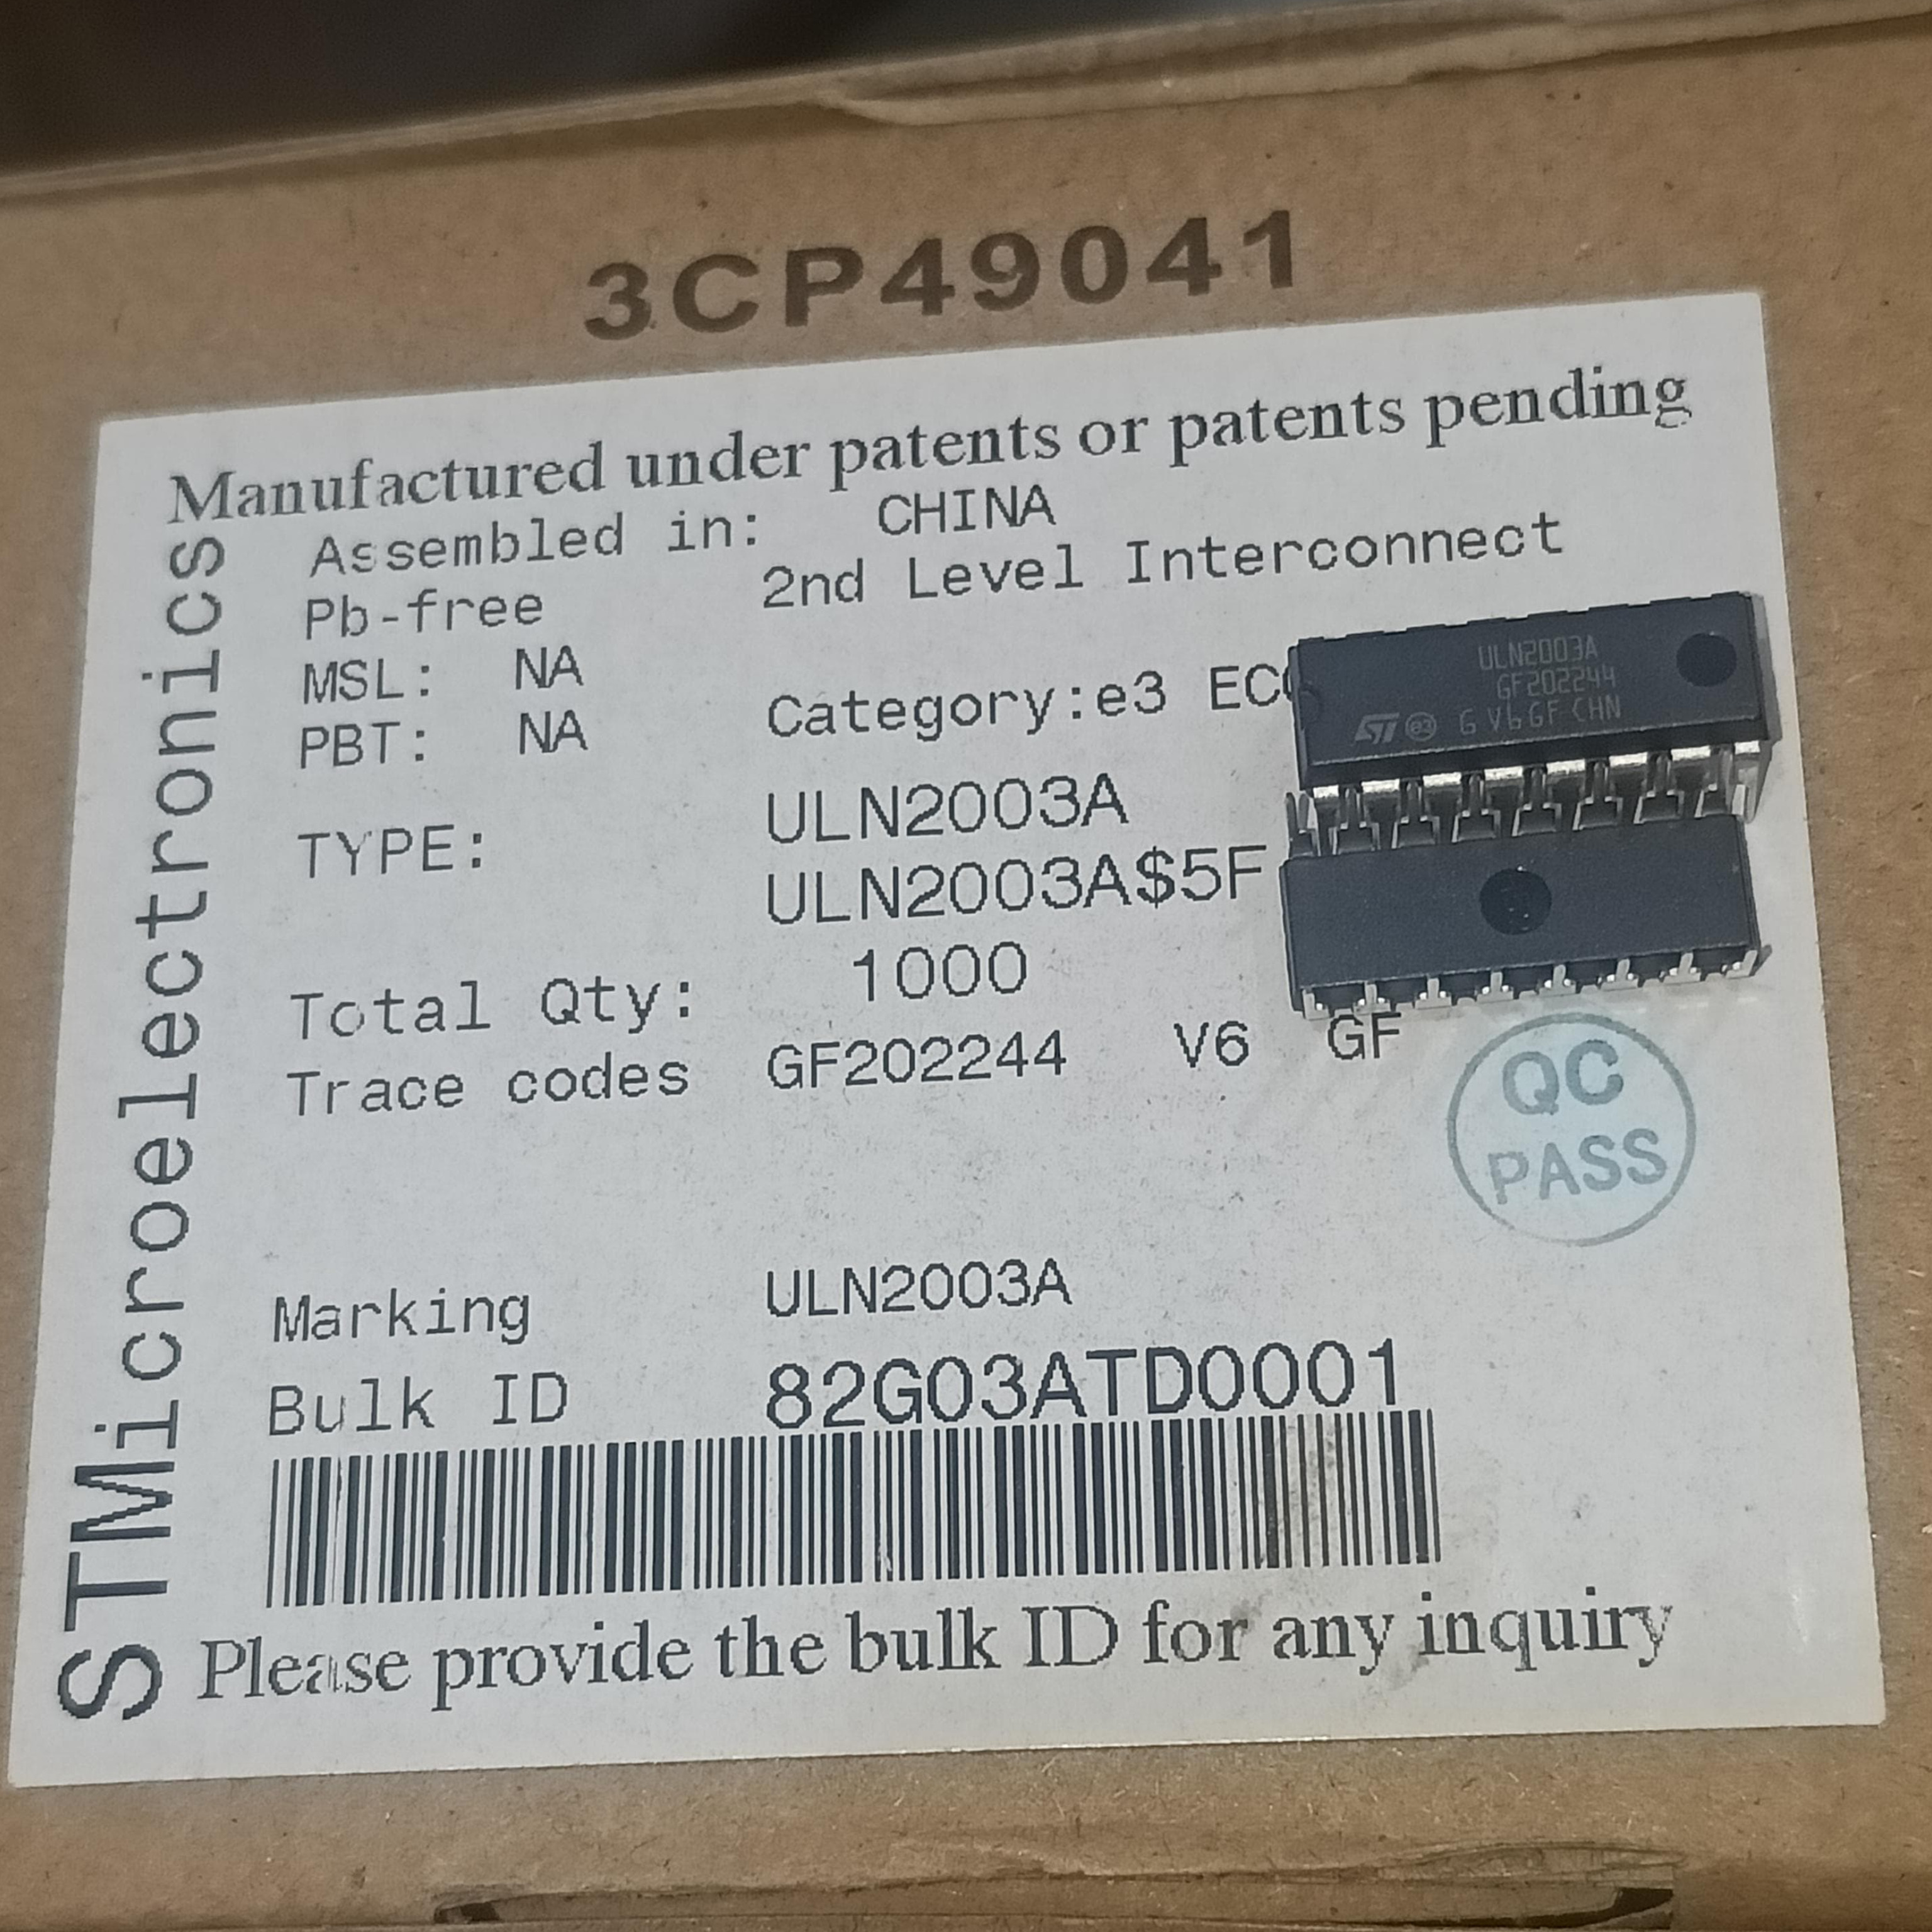 3CP49041
Manufactured under patents or patents pending
Assembled in: CHINA
Pb-free 2nd Level Interconnect
MSL: NA
Category:e3
PBT: NA
TYPE: ULN2003A
ULN2003A$5F
Total Qty: 1000
Trace codes GF202244 V6 GF
Marking ULN2003A
Bulk ID 82G03ATD0001
Please provide the bulk ID for any inquiry
STMicroelectronics
ULN2003A
GF202244
ST e3 G V6GF CHN
QC
PASS